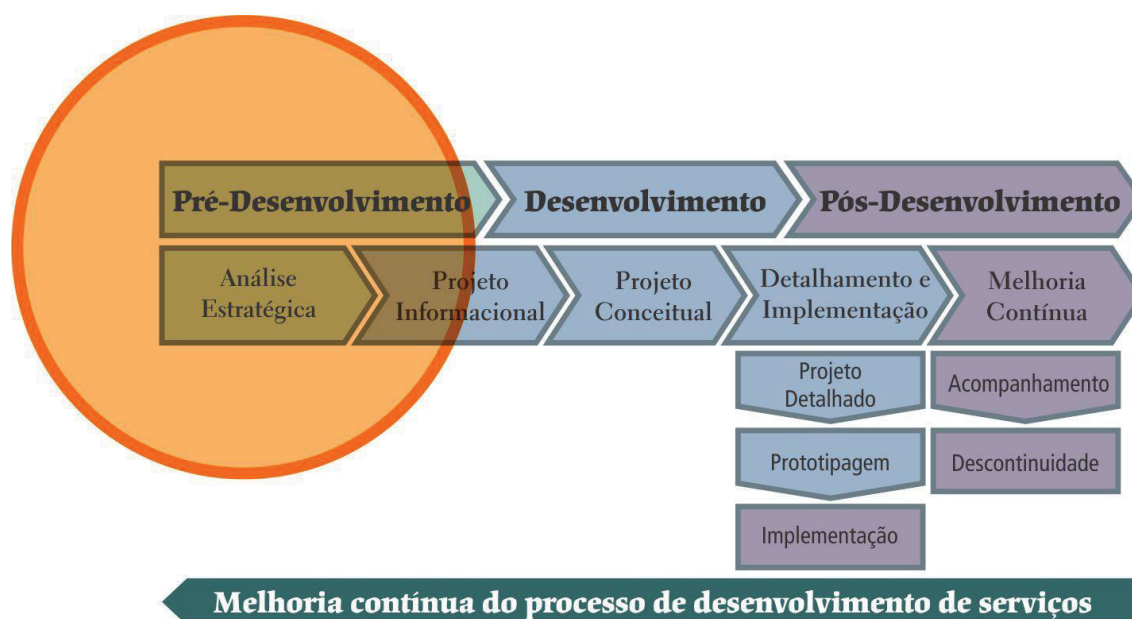 Pré-Desenvolvimento
Desenvolvimento
Pós-Desenvolvimento
Análise
Estratégica
Projeto
Informacional
Projeto
Conceitual
Detalhamento e
Implementação
Melhoria
Contínua
Projeto
Detalhado
Prototipagem
Implementação
Acompanhamento
Descontinuidade
Melhoria contínua do processo de desenvolvimento de serviços